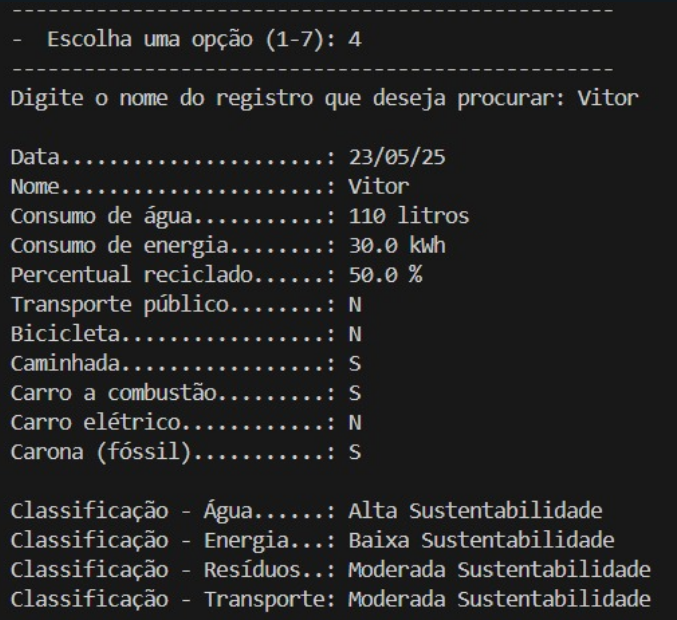 --------------------------------------------------
-  Escolha uma opção (1-7): 4
--------------------------------------------------
Digite o nome do registro que deseja procurar: Vitor
Data......................: 23/05/25
Nome......................: Vitor
Consumo de água...........: 110 litros
Consumo de energia........: 30.0 kWh
Percentual reciclado......: 50.0 %
Transporte público........: N
Bicicleta.................: N
Caminhada.................: S
Carro a combustão.........: S
Carro elétrico............: N
Carona (fóssil)...........: S
Classificação - Água......: Alta Sustentabilidade
Classificação - Energia...: Baixa Sustentabilidade
Classificação - Resíduos..: Moderada Sustentabilidade
Classificação - Transporte: Moderada Sustentabilidade